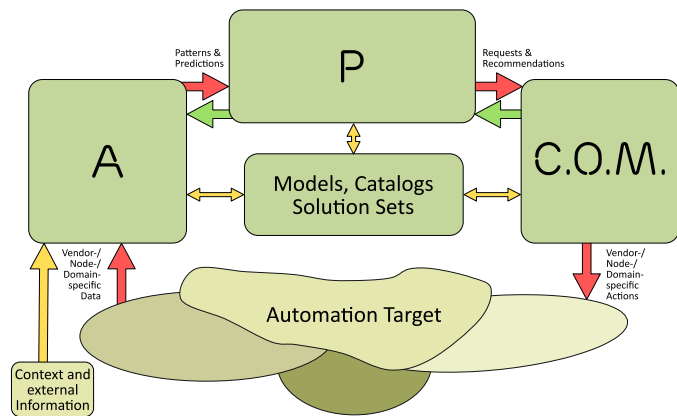 Patterns &
Predictions
P
Requests &
Recommendations
A
C.O.M.
Models, Catalogs
Solution Sets
Vendor-/
Node-/
Domain-
specific
Data
Vendor-/
Node-/
Domain-
specific
Actions
Automation Target
Context and
external
Information